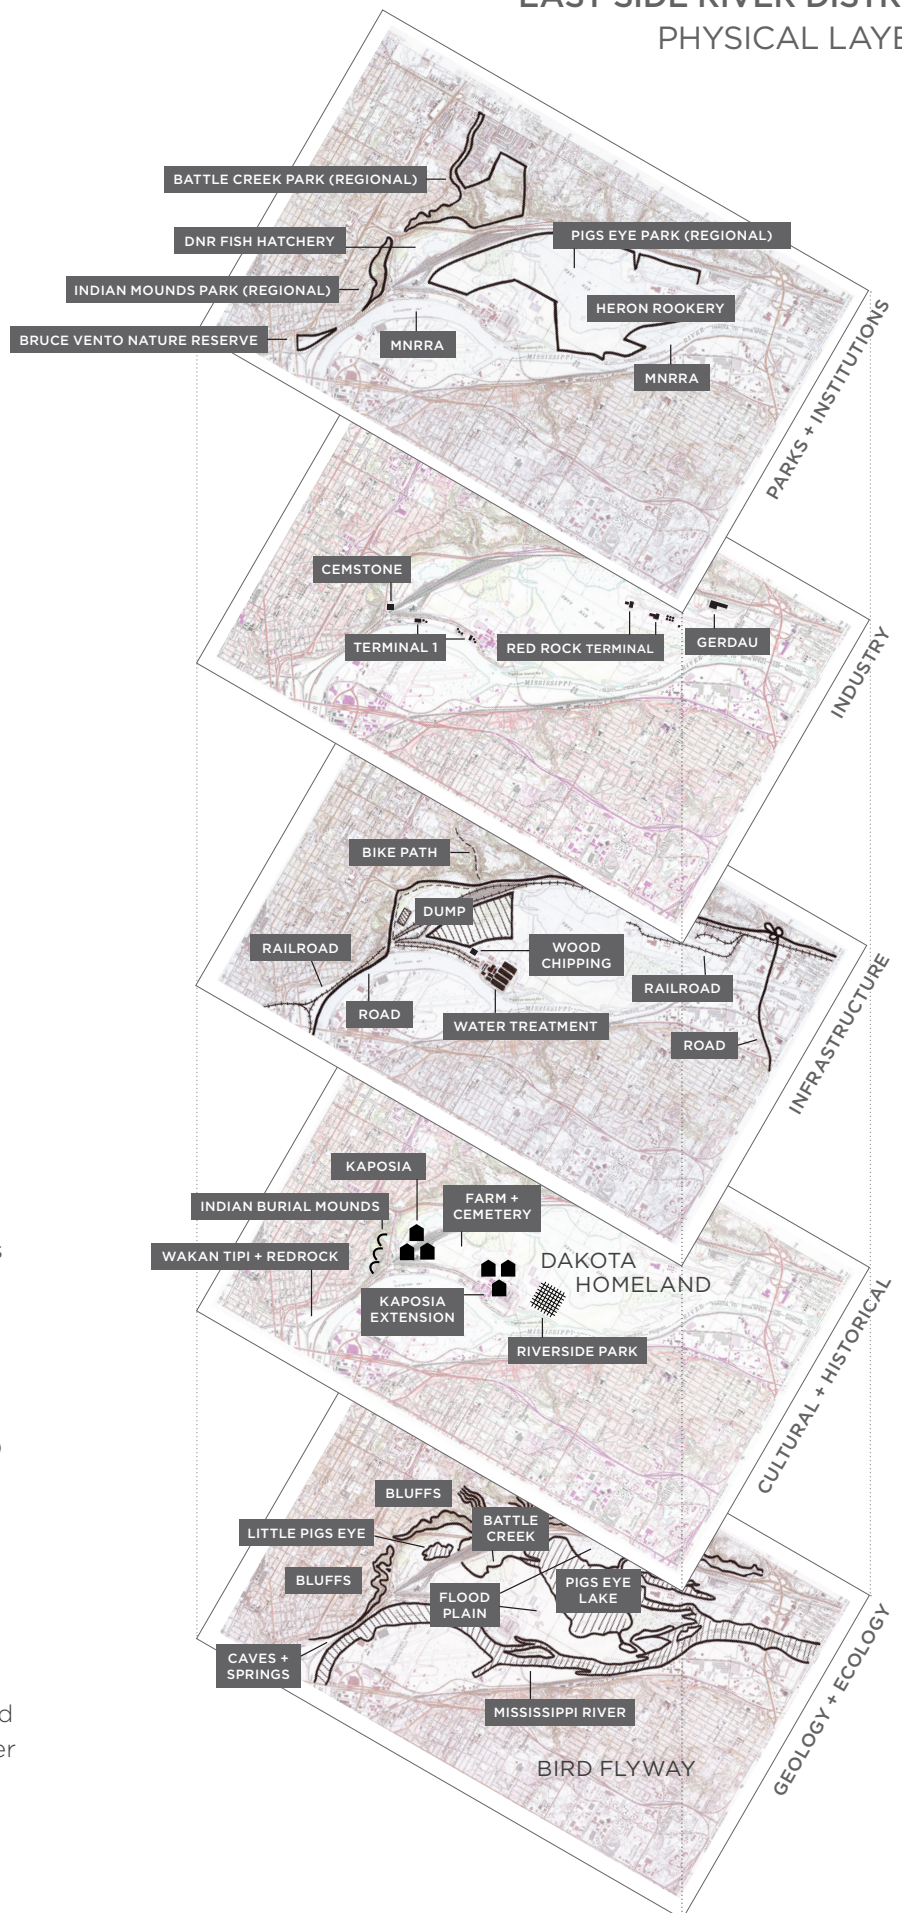 PHYSICAL
BATTLE CREEK PARK (REGIONAL)
DNR FISH HATCHERY
PIGS EYE PARK (REGIONAL)
INDIAN MOUNDS PARK (REGIONAL)
HERON ROOKERY
BRUCE VENTO NATURE RESERVE
MNRRA
MNRRA
MISSISSIPPI
RIVER
PARKS + INSTITUTIONS
CEMSTONE
TERMINAL 1
RED ROCK TERMINAL
GERDAU
MISSISSIPPI
INDUSTRY
BIKE PATH
DUMP
RAILROAD
WOOD
CHIPPING
RAILROAD
ROAD
WATER TREATMENT
ROAD
INFRASTRUCTURE
KAPOSIA
INDIAN BURIAL MOUNDS
FARM +
CEMETERY
WAKAN TIPI + REDROCK
DAKOTA
HOMELAND
KAPOSIA
EXTENSION
RIVERSIDE PARK
MISSISSIPPI
CULTURAL + HISTORICAL
BLUFFS
LITTLE PIGS EYE
BATTLE
CREEK
BLUFFS
FLOOD
PLAIN
PIGS EYE
LAKE
CAVES +
SPRINGS
MISSISSIPPI RIVER
BIRD FLYWAY
GEOLOGY + ECOLOGY